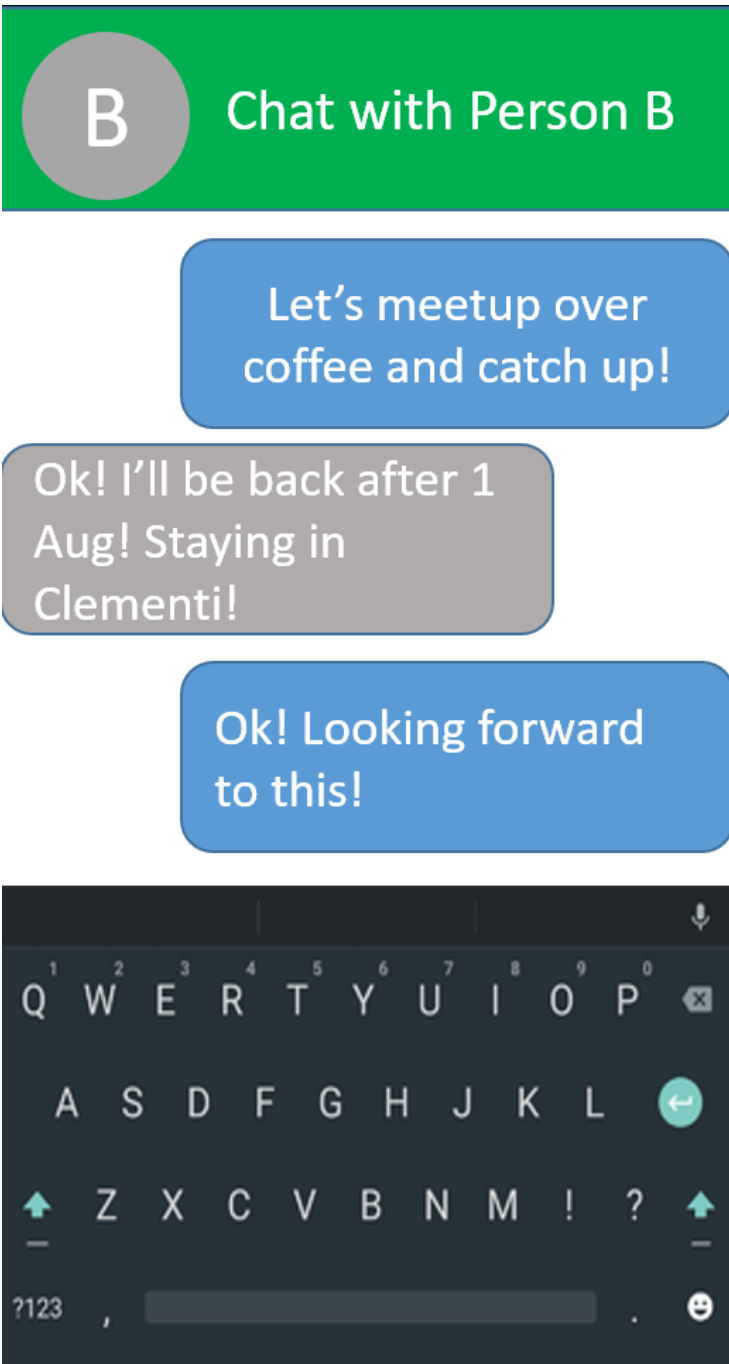 B
Chat with Person B
Let’s meetup over
coffee and catch up!
Ok! I’ll be back after 1
Aug! Staying in
Clementi!
Ok! Looking forward
to this!
1 2 3 4 5 6 7 8 9 0
Q W E R T Y U I O P
A S D F G H J K L
Z X C V B N M ! ?
?123 , .